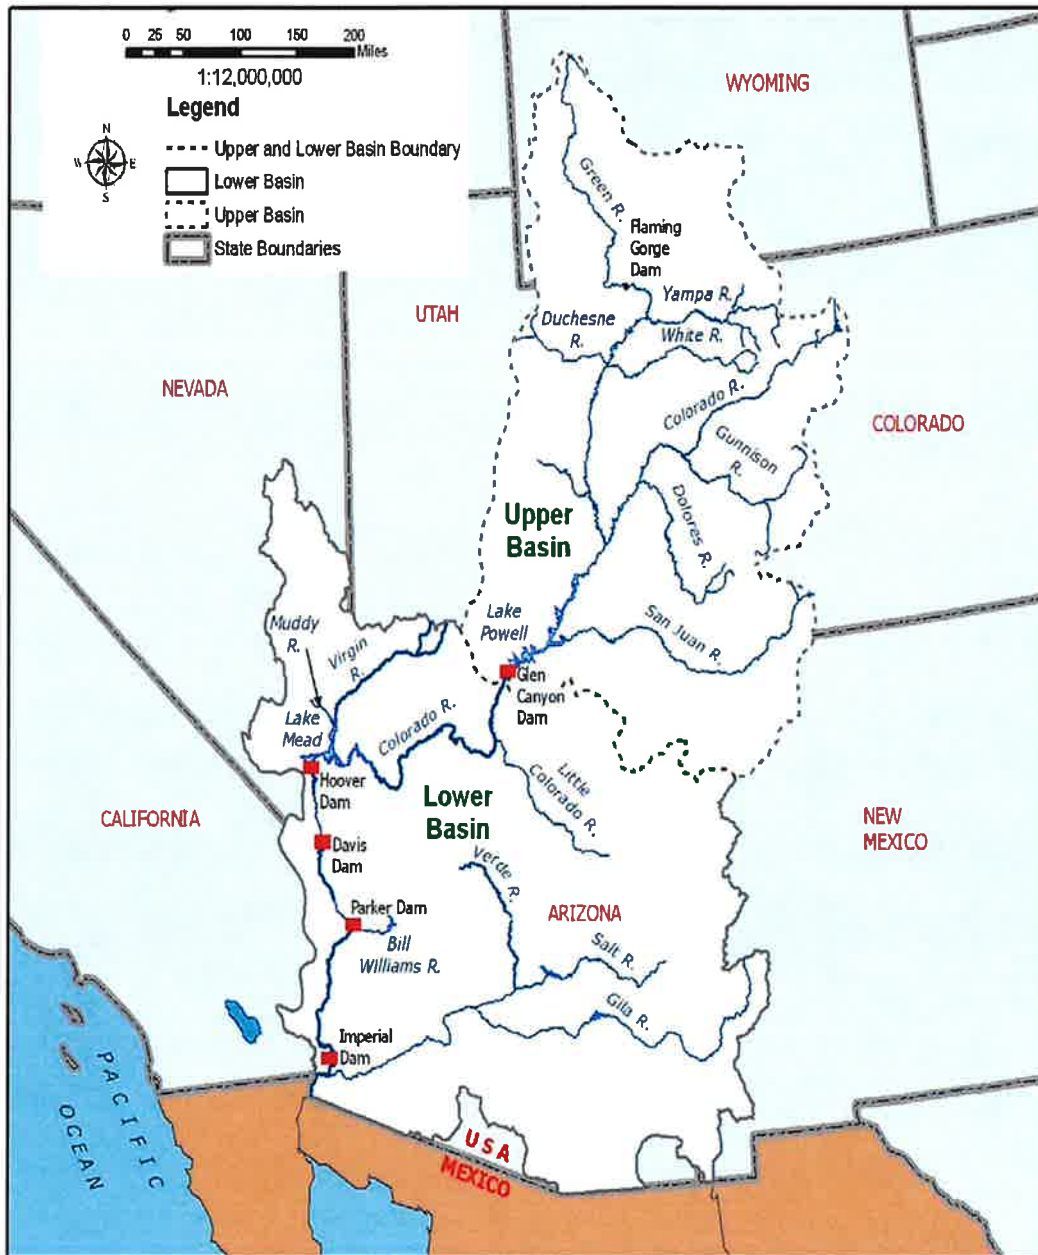 0 25 50 100 150 200
Miles
1:12,000,000
Legend
Upper and Lower Basin Boundary
Lower Basin
Upper Basin
State Boundaries
N
W E
S
WYOMING
Green R.
Flaming
Gorge
Dam
Yampa R.
UTAH
Duchesne
R.
White R.
NEVADA
Colorado R.
COLORADO
Gunnison
R.
Dolores R.
Upper
Basin
Lake
Powell
San Juan R.
Muddy
R.
Virgin
R.
Glen
Canyon
Dam
Lake
Mead
Colorado R.
Hoover
Dam
Little
Colorado R.
Lower
Basin
CALIFORNIA
NEW
MEXICO
Davis
Dam
Verde R.
Parker Dam
ARIZONA
Bill
Williams R.
Salt R.
Gila R.
Imperial
Dam
PACIFIC
OCEAN
USA
MEXICO